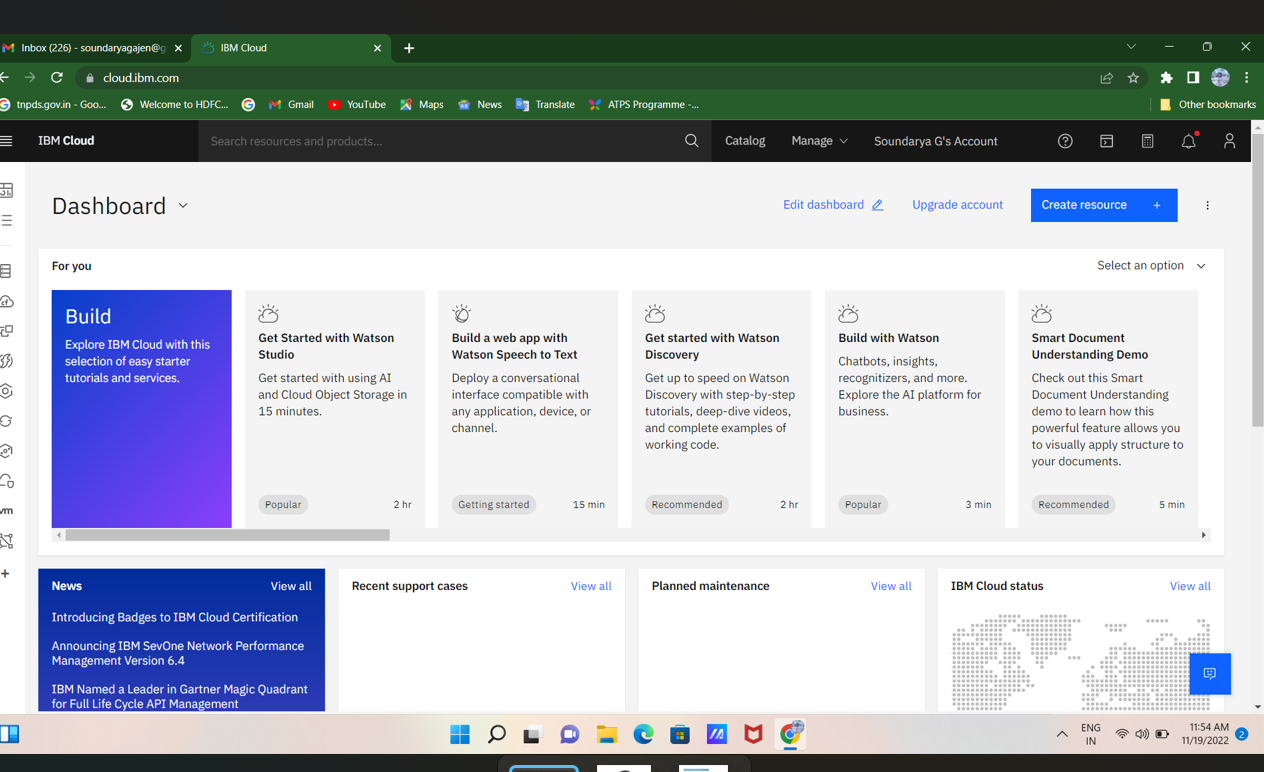 Inbox (226) - soundaryagajen@g
IBM Cloud
cloud.ibm.com
tnpds.gov.in - Goo...
Welcome to HDFC...
Gmail
YouTube
Maps
News
Translate
ATPS Programme -...
Other bookmarks
IBM Cloud
Search resources and products...
Catalog
Manage
Soundarya G's Account
Dashboard
Edit dashboard
Upgrade account
Create resource +
For you
Select an option
Build
Explore IBM Cloud with this
selection of easy starter
tutorials and services.
Get Started with Watson
Studio
Get started with using AI
and Cloud Object Storage in
15 minutes.
Popular
2 hr
Build a web app with
Watson Speech to Text
Deploy a conversational
interface compatible with
any application, device, or
channel.
Getting started
15 min
Get started with Watson
Discovery
Get up to speed on Watson
Discovery with step-by-step
tutorials, deep-dive videos,
and complete examples of
working code.
Recommended
2 hr
Build with Watson
Chatbots, insights,
recognizers, and more.
Explore the AI platform for
business.
Popular
3 min
Smart Document
Understanding Demo
Check out this Smart
Document Understanding
demo to learn how this
powerful feature allows you
to visually apply structure to
your documents.
Recommended
5 min
vm
News
View all
Introducing Badges to IBM Cloud Certification
Announcing IBM SevOne Network Performance
Management Version 6.4
IBM Named a Leader in Gartner Magic Quadrant
for Full Life Cycle API Management
Recent support cases
View all
Planned maintenance
View all
IBM Cloud status
View all
ENG
IN
11:54 AM
11/19/2022
2